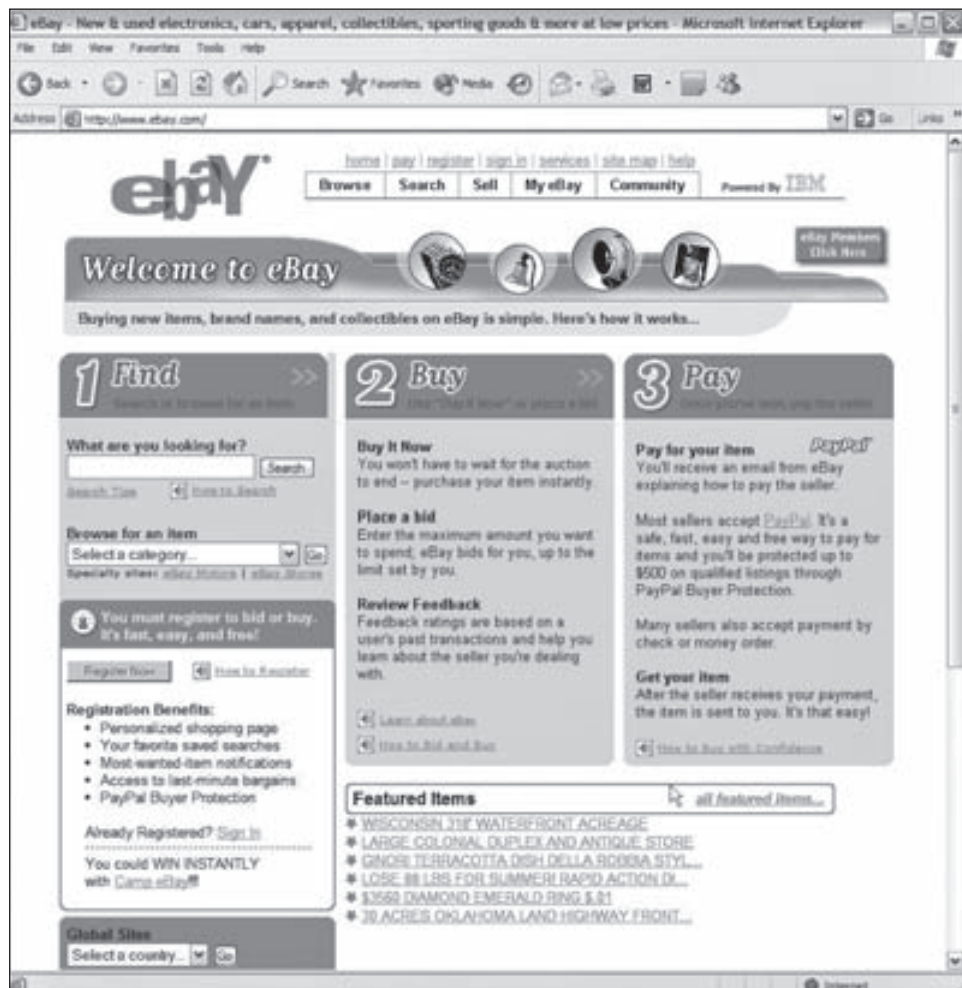 eBay - New & used electronics, cars, apparel, collectibles, sporting goods & more at low prices - Microsoft Internet Explorer
File Edit View Favorites Tools Help
Back Search Favorites Media
Address http://www.ebay.com/ Go Links »
home | pay | register | sign in | services | site map | help
ebaY®
Browse Search Sell My eBay Community Powered By IBM
eBay Members
Click Here
Welcome to eBay
Buying new items, brand names, and collectibles on eBay is simple. Here's how it works...
1 Find >>
Search or browse for an item
What are you looking for?
Search
Search Tips How to Search
Browse for an item
Select a category... Go
Specialty sites: eBay Motors | eBay Stores
You must register to bid or buy.
It's fast, easy, and free!
Register Now How to Register
Registration Benefits:
• Personalized shopping page
• Your favorite saved searches
• Most-wanted-item notifications
• Access to last-minute bargains
• PayPal Buyer Protection
Already Registered? Sign In
You could WIN INSTANTLY
with Camp eBay!!!
Global Sites
Select a country... Go
2 Buy >>
Use "Buy It Now" or place a bid
Buy It Now
You won't have to wait for the auction
to end – purchase your item instantly.
Place a bid
Enter the maximum amount you want
to spend; eBay bids for you, up to the
limit set by you.
Review Feedback
Feedback ratings are based on a
user's past transactions and help you
learn about the seller you're dealing
with.
Learn about eBay
How to Bid and Buy
3 Pay
Pay for your item PayPal
You'll receive an email from eBay
explaining how to pay the seller.
Most sellers accept PayPal. It's a
safe, fast, easy and free way to pay for
items and you'll be protected up to
$500 on qualified listings through
PayPal Buyer Protection.
Many sellers also accept payment by
check or money order.
Get your item
After the seller receives your payment,
the item is sent to you. It's that easy!
How to Buy with Confidence
Featured Items all featured items...
WISCONSIN 318' WATERFRONT ACREAGE
LARGE COLONIAL DUPLEX AND ANTIQUE STORE
GINORI TERRACOTTA DISH DELLA ROBBIA STYL...
LOSE 88 LBS FOR SUMMER! RAPID ACTION DI...
$3560 DIAMOND EMERALD RING $.01
70 ACRES OKLAHOMA LAND HIGHWAY FRONT...
Internet